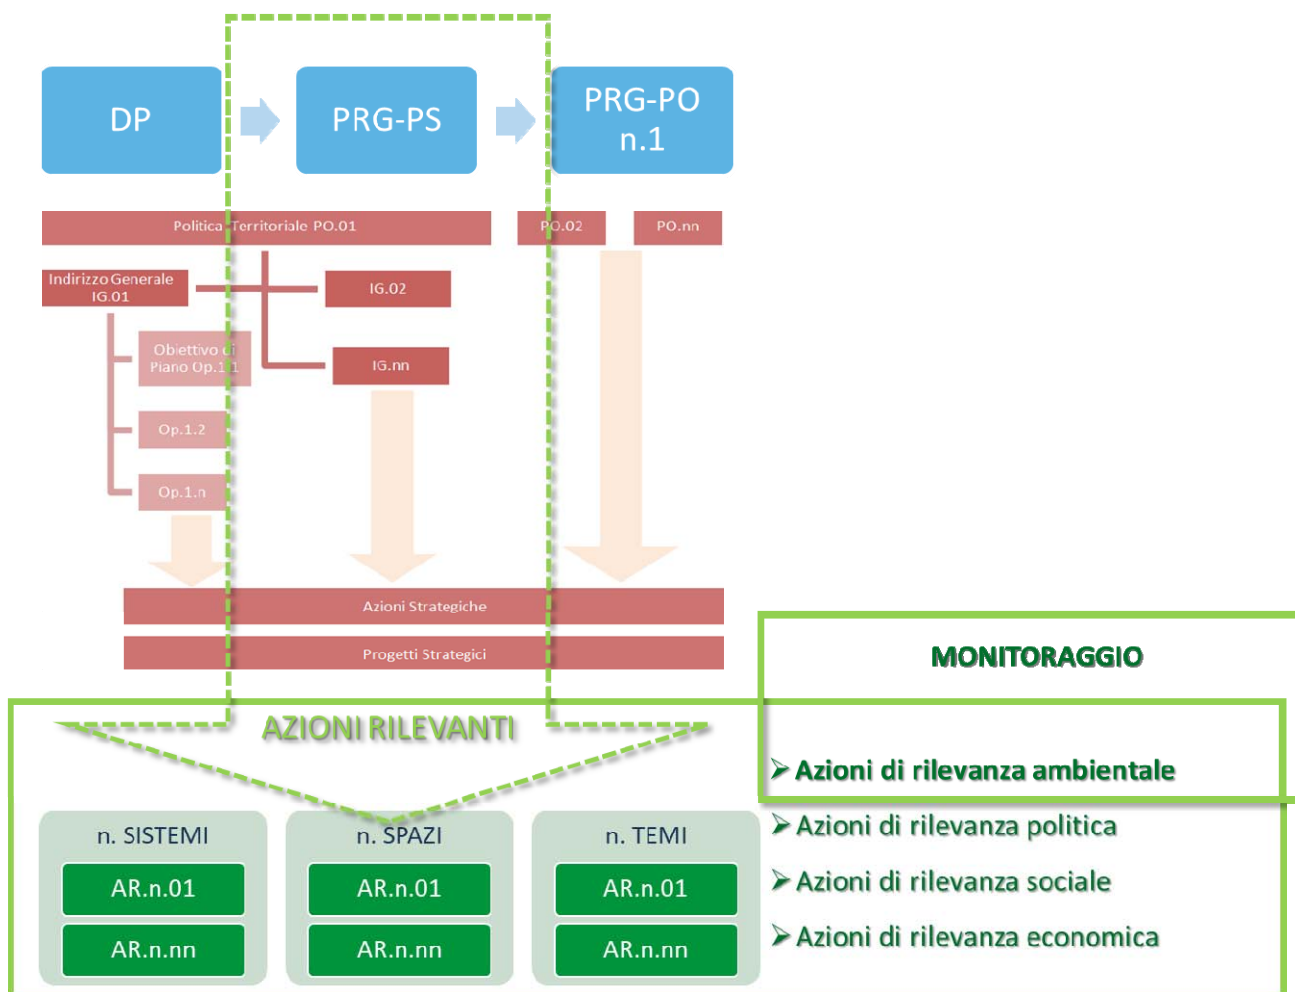 DP
PRG-PS
PRG-PO
n.1
Politica Territoriale PO.01
PO.02
PO.nn
Indirizzo Generale
IG.01
IG.02
Obiettivo di
Piano Op.1.1
IG.nn
Op.1.2
Op.1.n
Azioni Strategiche
Progetti Strategici
MONITORAGGIO
AZIONI RILEVANTI
➢ Azioni di rilevanza ambientale
➢ Azioni di rilevanza politica
➢ Azioni di rilevanza sociale
➢ Azioni di rilevanza economica
n. SISTEMI
AR.n.01
AR.n.nn
n. SPAZI
AR.n.01
AR.n.nn
n. TEMI
AR.n.01
AR.n.nn